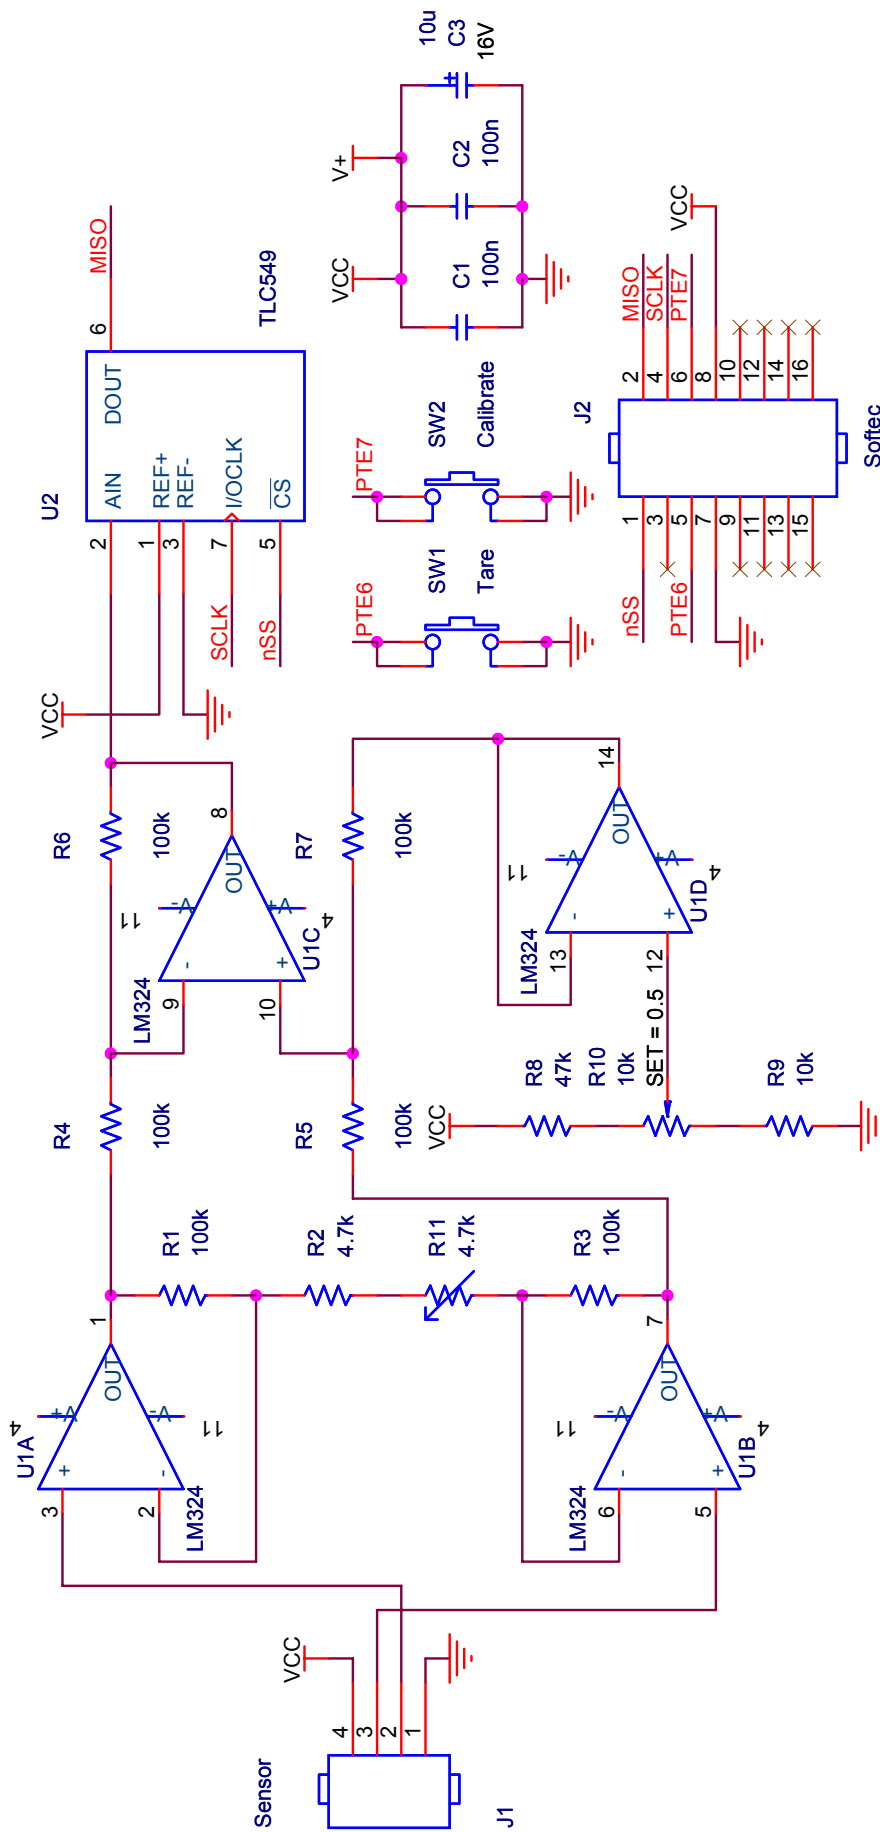 Sensor
J1
4
3
2
1
VCC
U1A
LM324
3
2
+
-
OUT
V+
V-
4
11
1
R1
100k
R2
4.7k
R11
4.7k
R3
100k
U1B
LM324
6
5
-
+
OUT
V-
V+
11
4
7
R4
100k
R5
100k
R6
100k
R7
100k
U1C
LM324
9
10
-
+
OUT
V-
V+
11
4
8
VCC
R8
47k
R10
10k
SET = 0.5
R9
10k
U1D
LM324
13
12
-
+
OUT
V-
V+
11
4
14
VCC
U2
TLC549
2
1
3
7
5
AIN
REF+
REF-
I/OCLK
CS
DOUT
6
MISO
SCLK
nSS
PTE6
SW1
Tare
PTE7
SW2
Calibrate
VCC
V+
C1
100n
C2
100n
10u
C3
16V
J2
Softec
nSS
PTE6
1
3
5
7
9
11
13
15
2
4
6
8
10
12
14
16
MISO
SCLK
PTE7
VCC